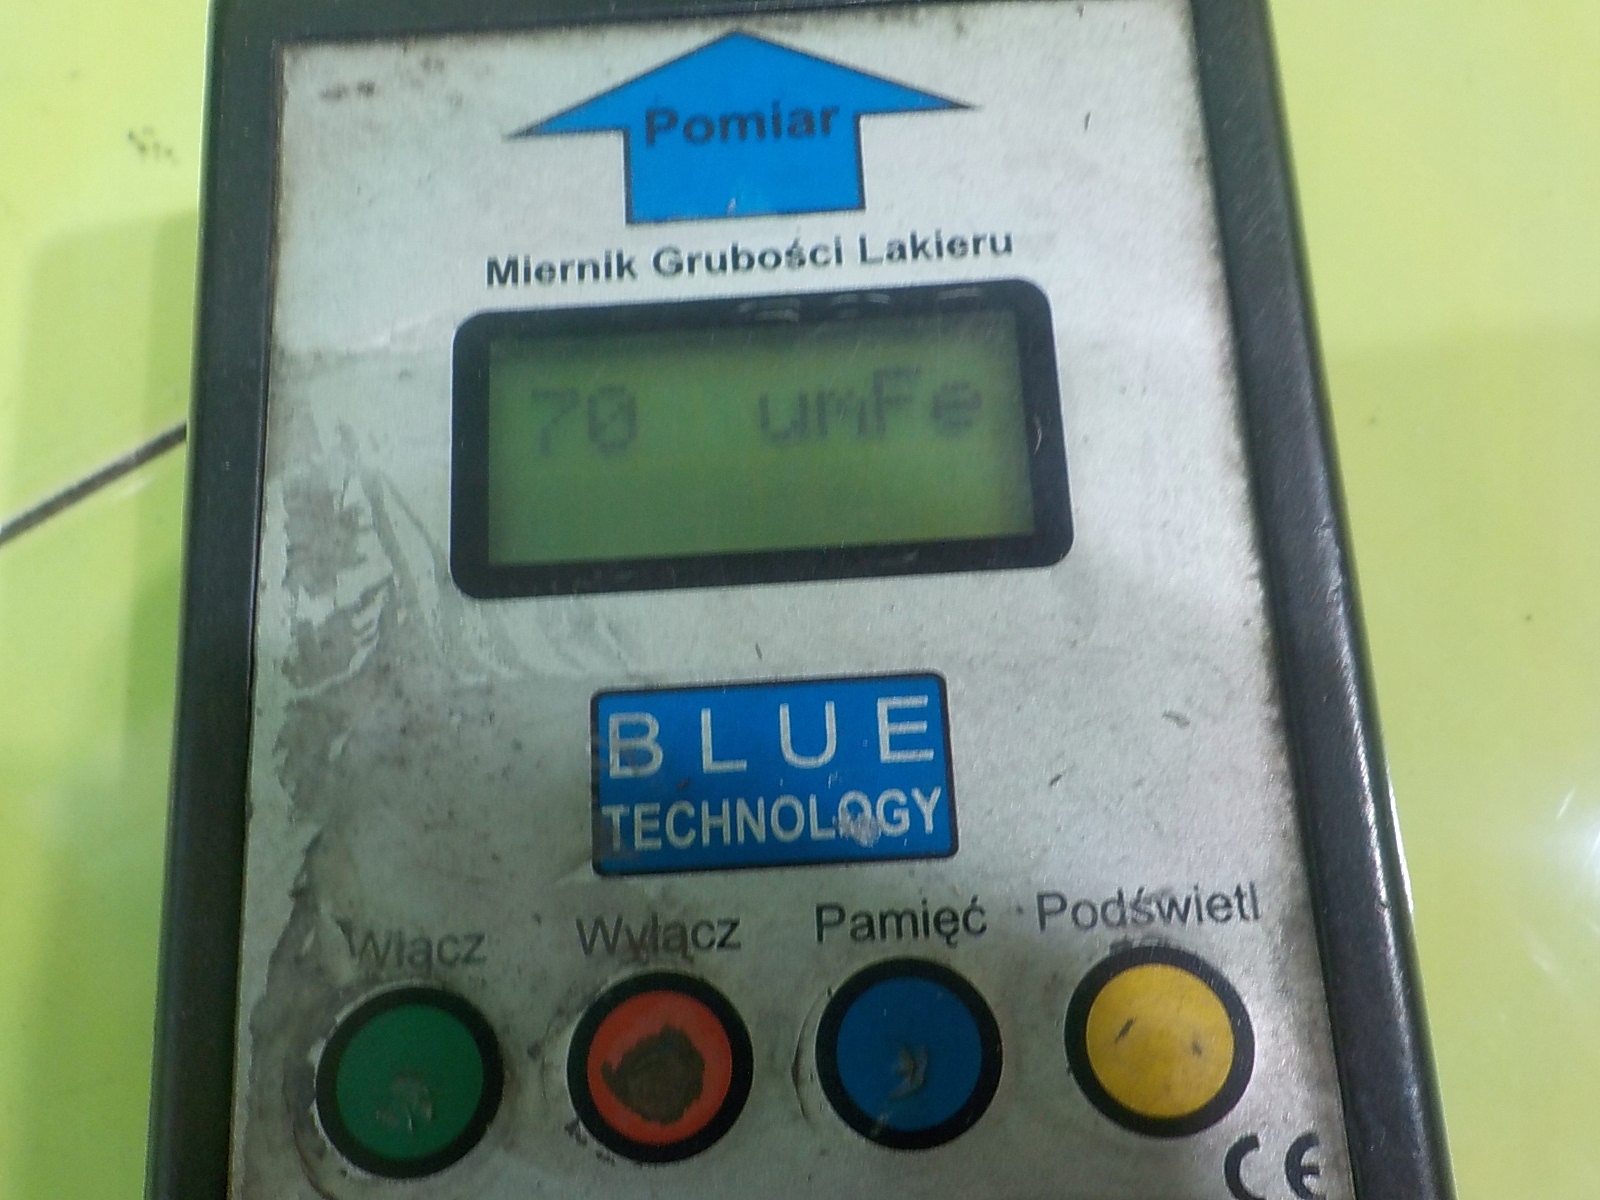 Pomiar
Miernik Grubości Lakieru
70 umFe
BLUE
TECHNOLOGY
Włącz Wyłącz Pamięć Podświetl
CE